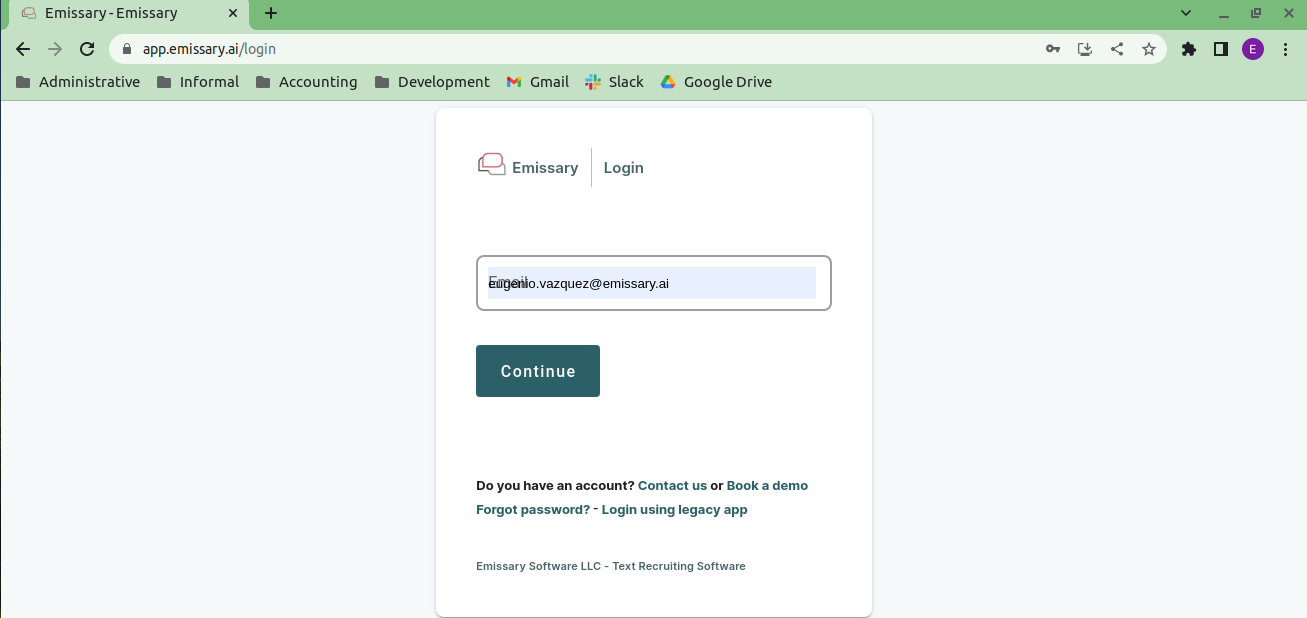 Emissary - Emissary
app.emissary.ai/login
E
Administrative Informal Accounting Development Gmail Slack Google Drive
Emissary Login
Email
eugenio.vazquez@emissary.ai
Continue
Do you have an account? Contact us or Book a demo
Forgot password? - Login using legacy app
Emissary Software LLC - Text Recruiting Software